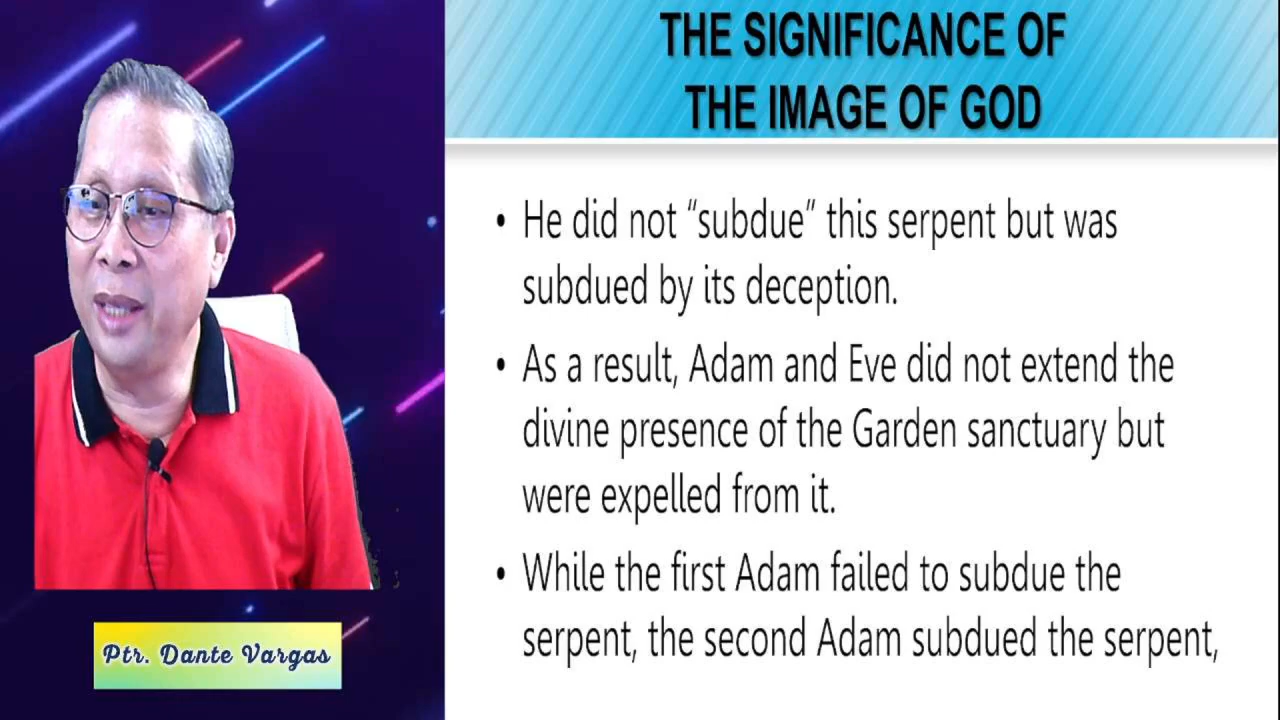 THE SIGNIFICANCE OF
THE IMAGE OF GOD
• He did not “subdue” this serpent but was
subdued by its deception.
• As a result, Adam and Eve did not extend the
divine presence of the Garden sanctuary but
were expelled from it.
• While the first Adam failed to subdue the
serpent, the second Adam subdued the serpent,
Ptr. Dante Vargas